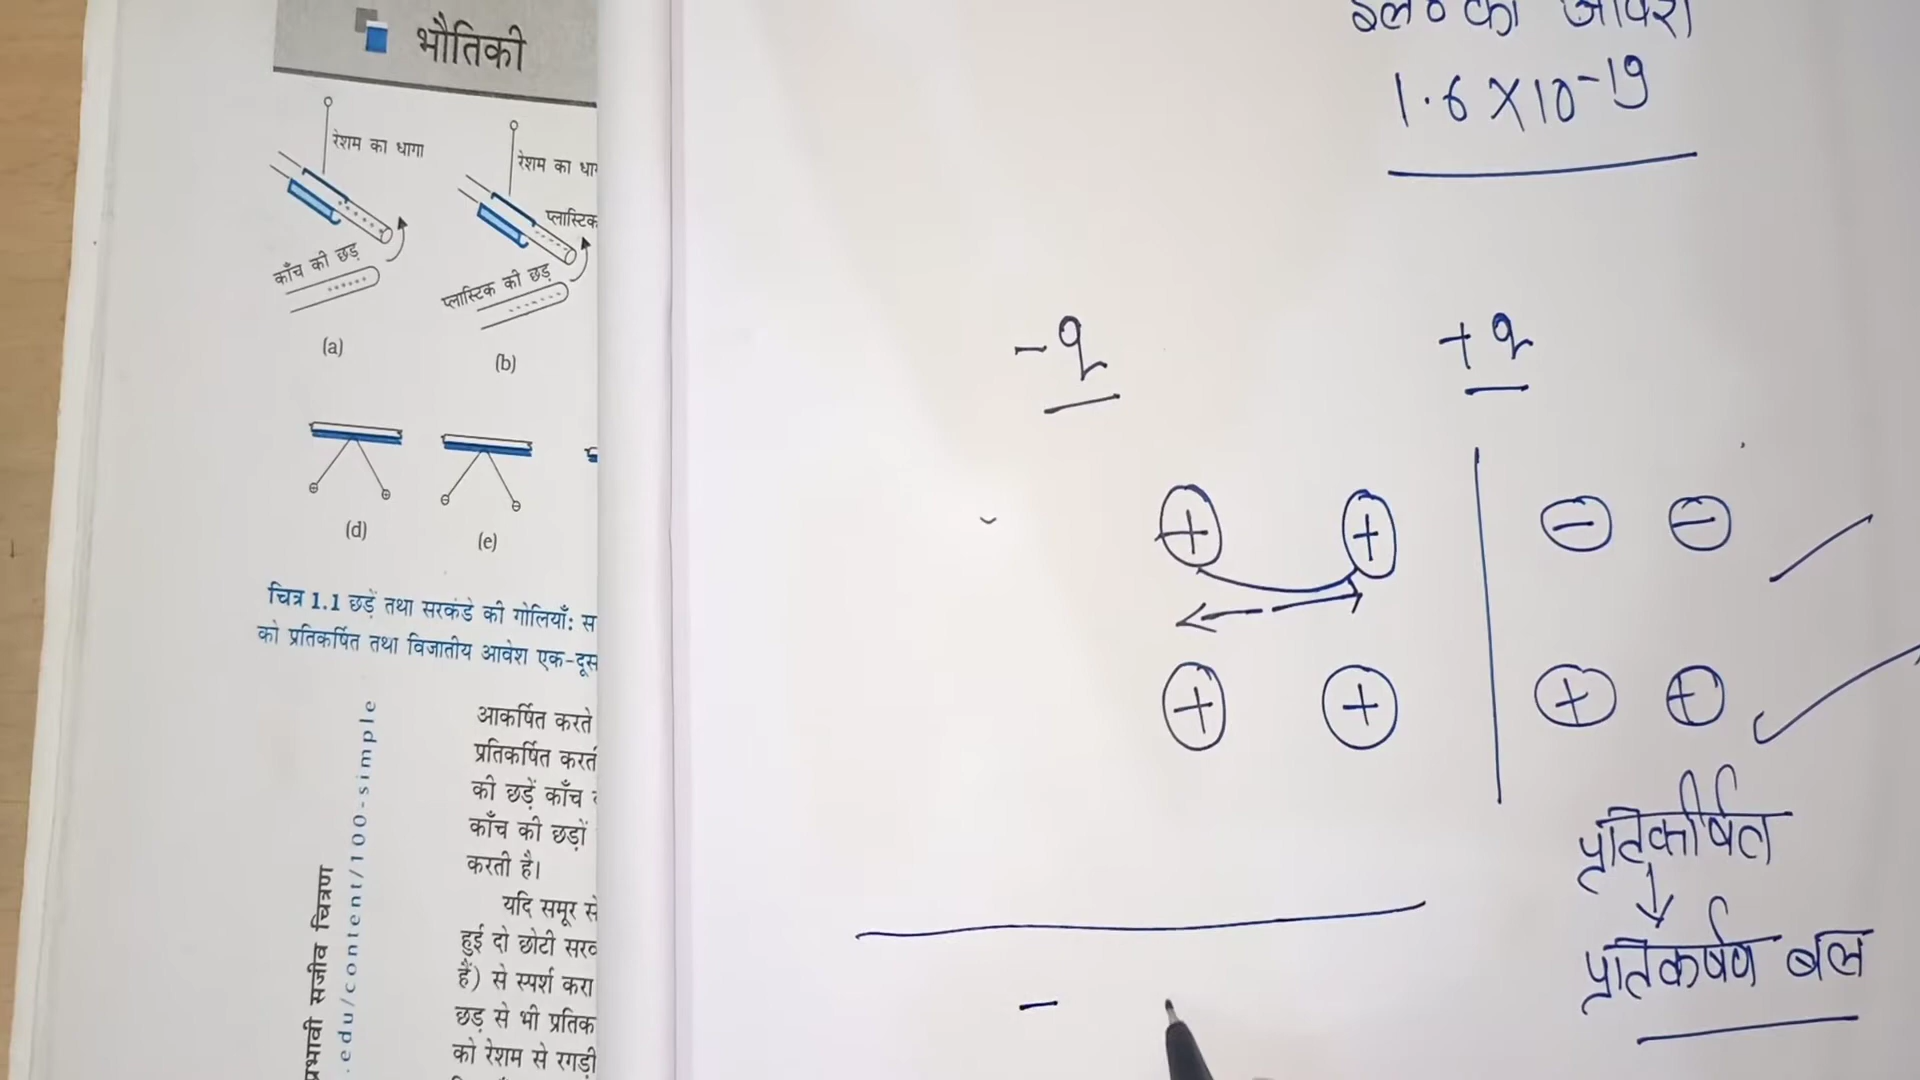 भौतिकी
रेशम का धागा
रेशम का धा
प्लास्टिक
काँच की छड़
प्लास्टिक की छड़
(a)
(b)
(d)
(e)
चित्र 1.1 छड़ें तथा सरकंडे की गोलियाँ: स
को प्रतिकर्षित तथा विजातीय आवेश एक-दूस
आकर्षित करते
प्रतिकर्षित करती
की छड़ें काँच
काँच की छड़ों
करती है।
यदि समूर से
हुई दो छोटी सरक
हैं) से स्पर्श करा
छड़ से भी प्रतिक
को रेशम से रगड़ी
प्रभावी सजीव चित्रण
.edu/content/100-simple
का
1.6 X 10 -19
- q
+ q
+ + - -
+ + + +
प्रतिकर्षित
↓
प्रतिकर्षण बल
-